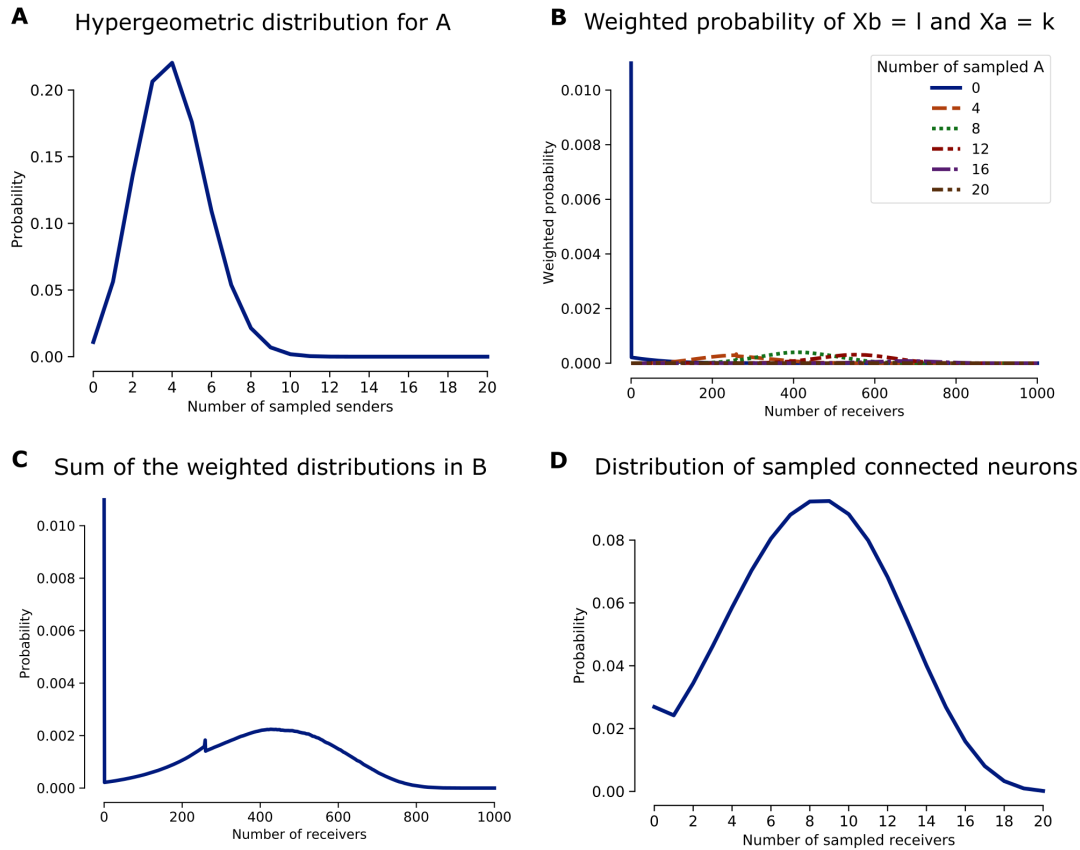 A Hypergeometric distribution for A
0.20
0.15
0.10
0.05
0.00
Probability
0 2 4 6 8 10 12 14 16 18 20
Number of sampled senders
B Weighted probability of Xb = l and Xa = k
Number of sampled A
0
4
8
12
16
20
0.010
0.008
0.006
0.004
0.002
0.000
Weighted probability
0 200 400 600 800 1000
Number of receivers
C Sum of the weighted distributions in B
0.010
0.008
0.006
0.004
0.002
0.000
Probability
0 200 400 600 800 1000
Number of receivers
D Distribution of sampled connected neurons
0.08
0.06
0.04
0.02
0.00
Probability
0 2 4 6 8 10 12 14 16 18 20
Number of sampled receivers